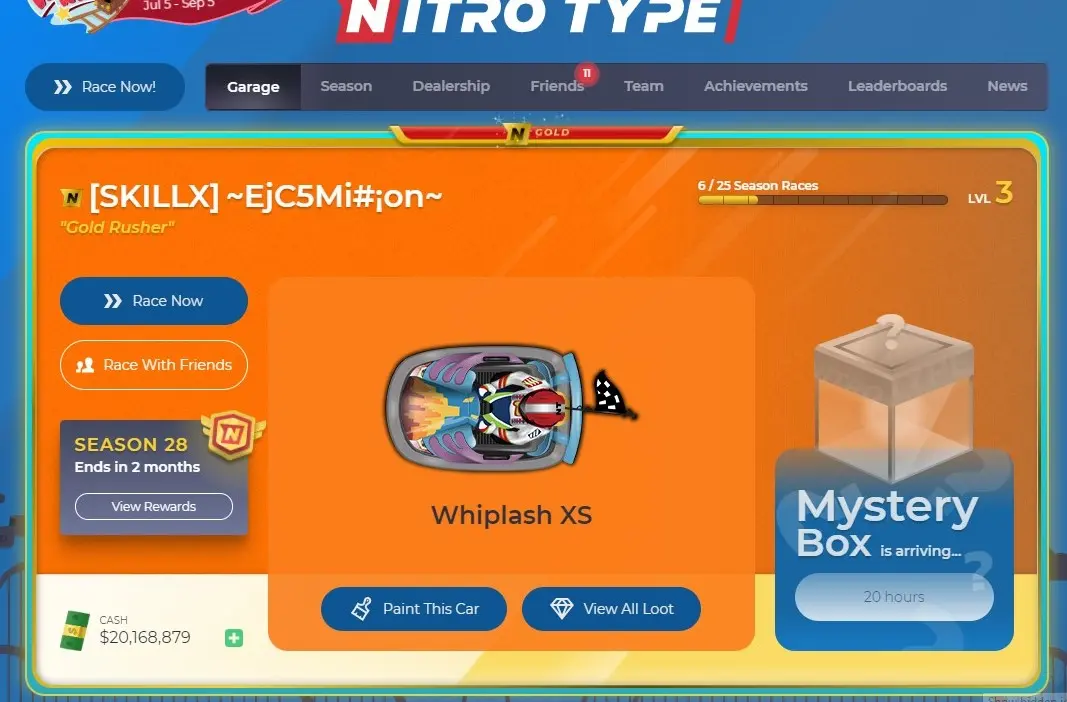 Jul 5 - Sep 5
NITRO TYPE
Race Now!
Garage
Season
Dealership
Friends
11
Team
Achievements
Leaderboards
News
N GOLD
N [SKILLX] ~EjC5Mi#¡on~
"Gold Rusher"
6 / 25 Season Races
LVL 3
Race Now
Race With Friends
SEASON 28
N
Ends in 2 months
View Rewards
Whiplash XS
Paint This Car
View All Loot
?
Mystery
Box is arriving...
20 hours
CASH
$20,168,879